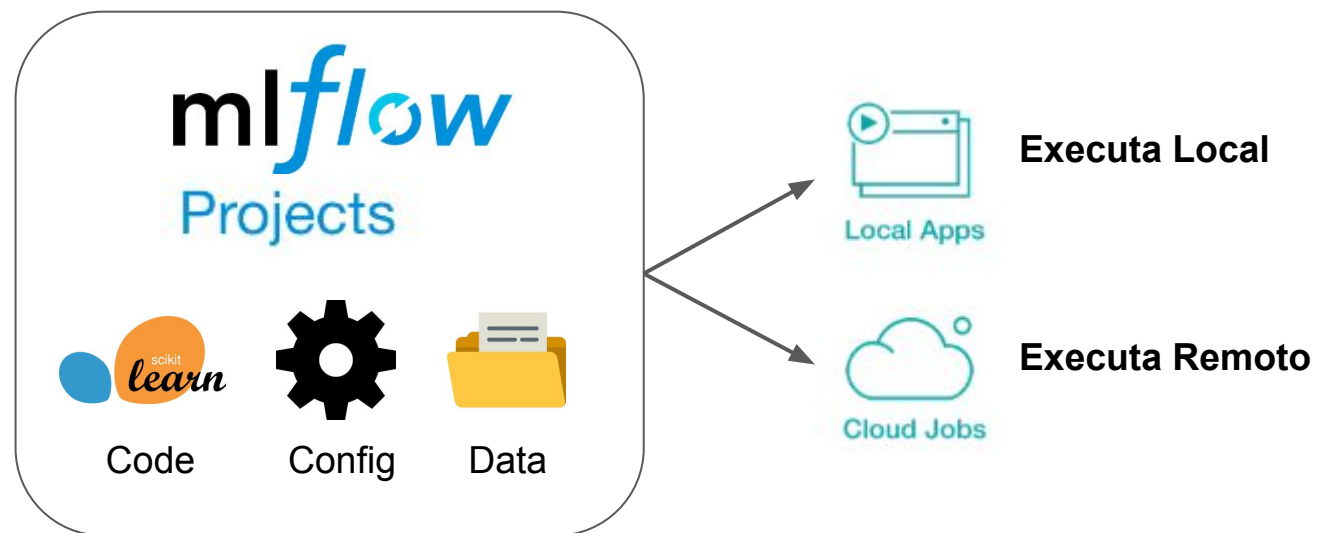 mlflow
Projects
scikit
learn
Code
Config
Data
Local Apps
Executa Local
Cloud Jobs
Executa Remoto